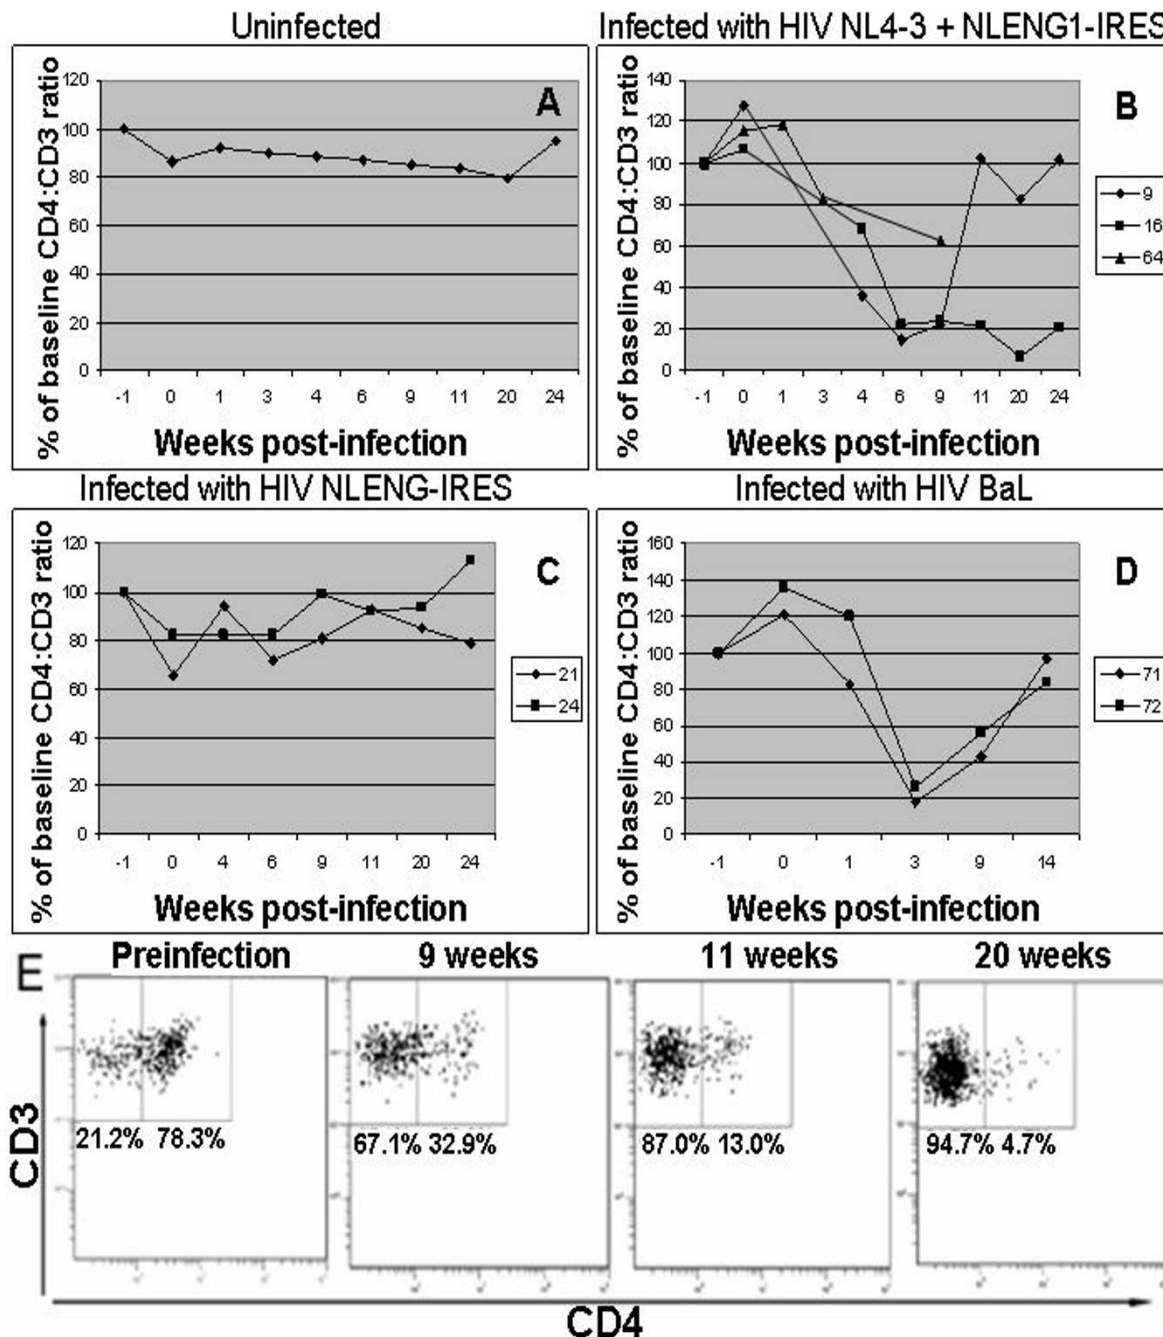 Uninfected
A
% of baseline CD4:CD3 ratio
120
100
80
60
40
20
0
-1 0 1 3 4 6 9 11 20 24
Weeks post-infection
Infected with HIV NL4-3 + NLENG1-IRES
B
% of baseline CD4:CD3 ratio
140
120
100
80
60
40
20
0
-1 0 1 3 4 6 9 11 20 24
9
16
64
Weeks post-infection
Infected with HIV NLENG-IRES
C
% of baseline CD4:CD3 ratio
120
100
80
60
40
20
0
-1 0 4 6 9 11 20 24
21
24
Weeks post-infection
Infected with HIV BaL
D
% of baseline CD4:CD3 ratio
160
140
120
100
80
60
40
20
0
-1 0 1 3 9 14
71
72
Weeks post-infection
E
Preinfection 9 weeks 11 weeks 20 weeks
21.2% 78.3% 67.1% 32.9% 87.0% 13.0% 94.7% 4.7%
CD3
CD4